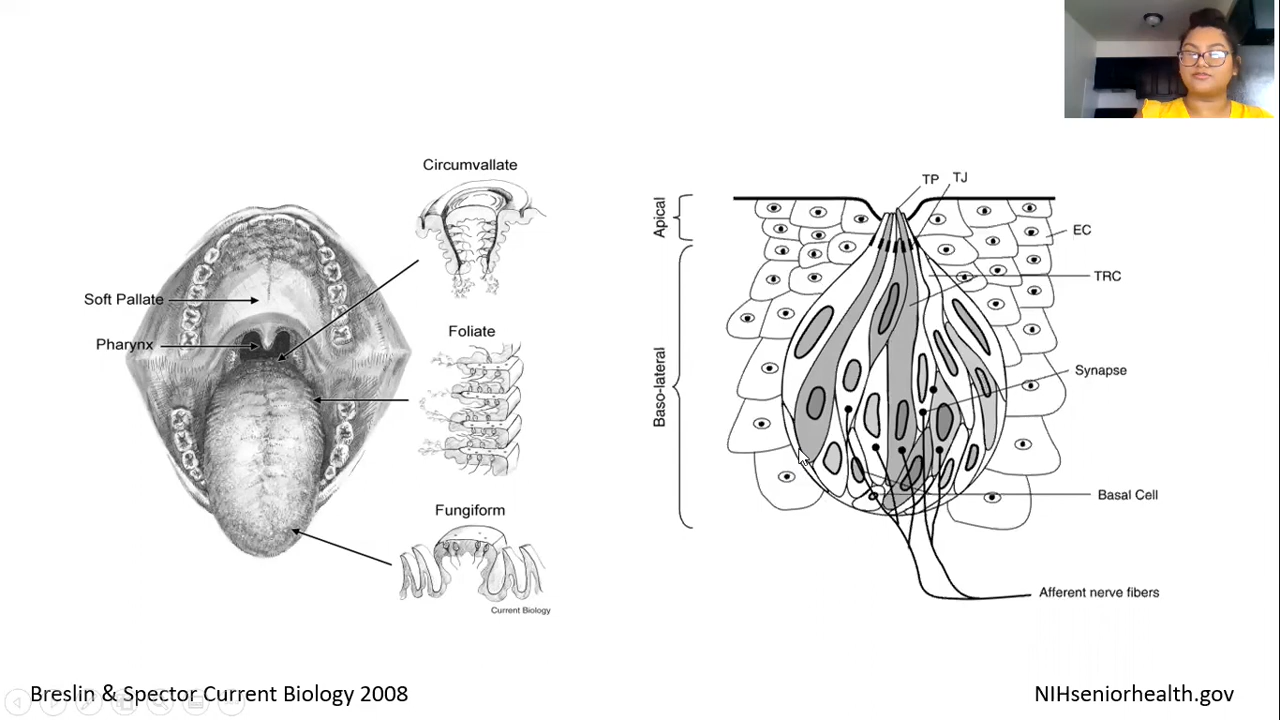 Circumvallate
Soft Pallate
Pharynx
Foliate
Fungiform
Current Biology
TP
TJ
Apical
EC
TRC
Baso-lateral
Synapse
Basal Cell
Afferent nerve fibers
Breslin & Spector Current Biology 2008
NIHseniorhealth.gov